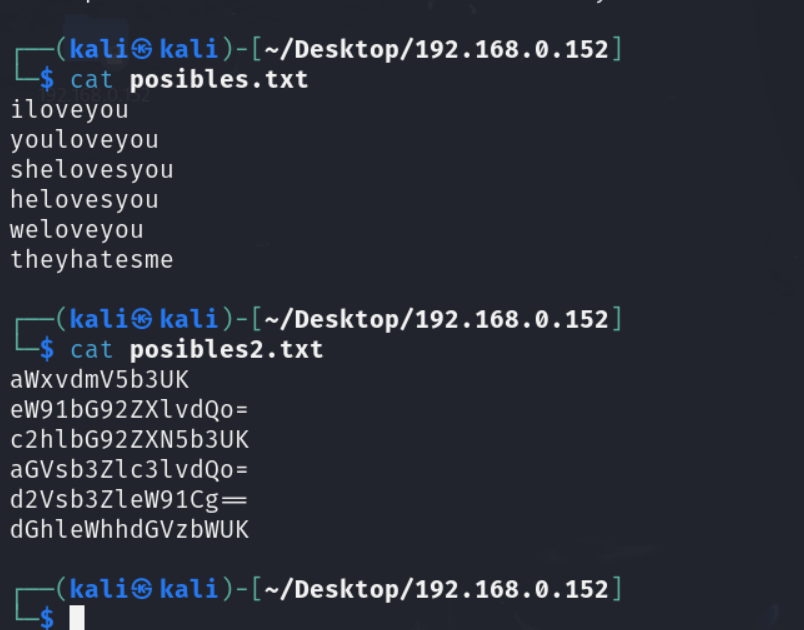 ┌──(kali㉿kali)-[~/Desktop/192.168.0.152]
└─$ cat posibles.txt
iloveyou
youloveyou
shelovesyou
helovesyou
weloveyou
theyhatesme
┌──(kali㉿kali)-[~/Desktop/192.168.0.152]
└─$ cat posibles2.txt
aWxvdmV5b3UK
eW91bG92ZXlvdQo=
c2hlbG92ZXN5b3UK
aGVsb3Zlc3lvdQo=
d2Vsb3ZleW91Cg==
dGhleWhhdGVzbWUK
┌──(kali㉿kali)-[~/Desktop/192.168.0.152]
└─$